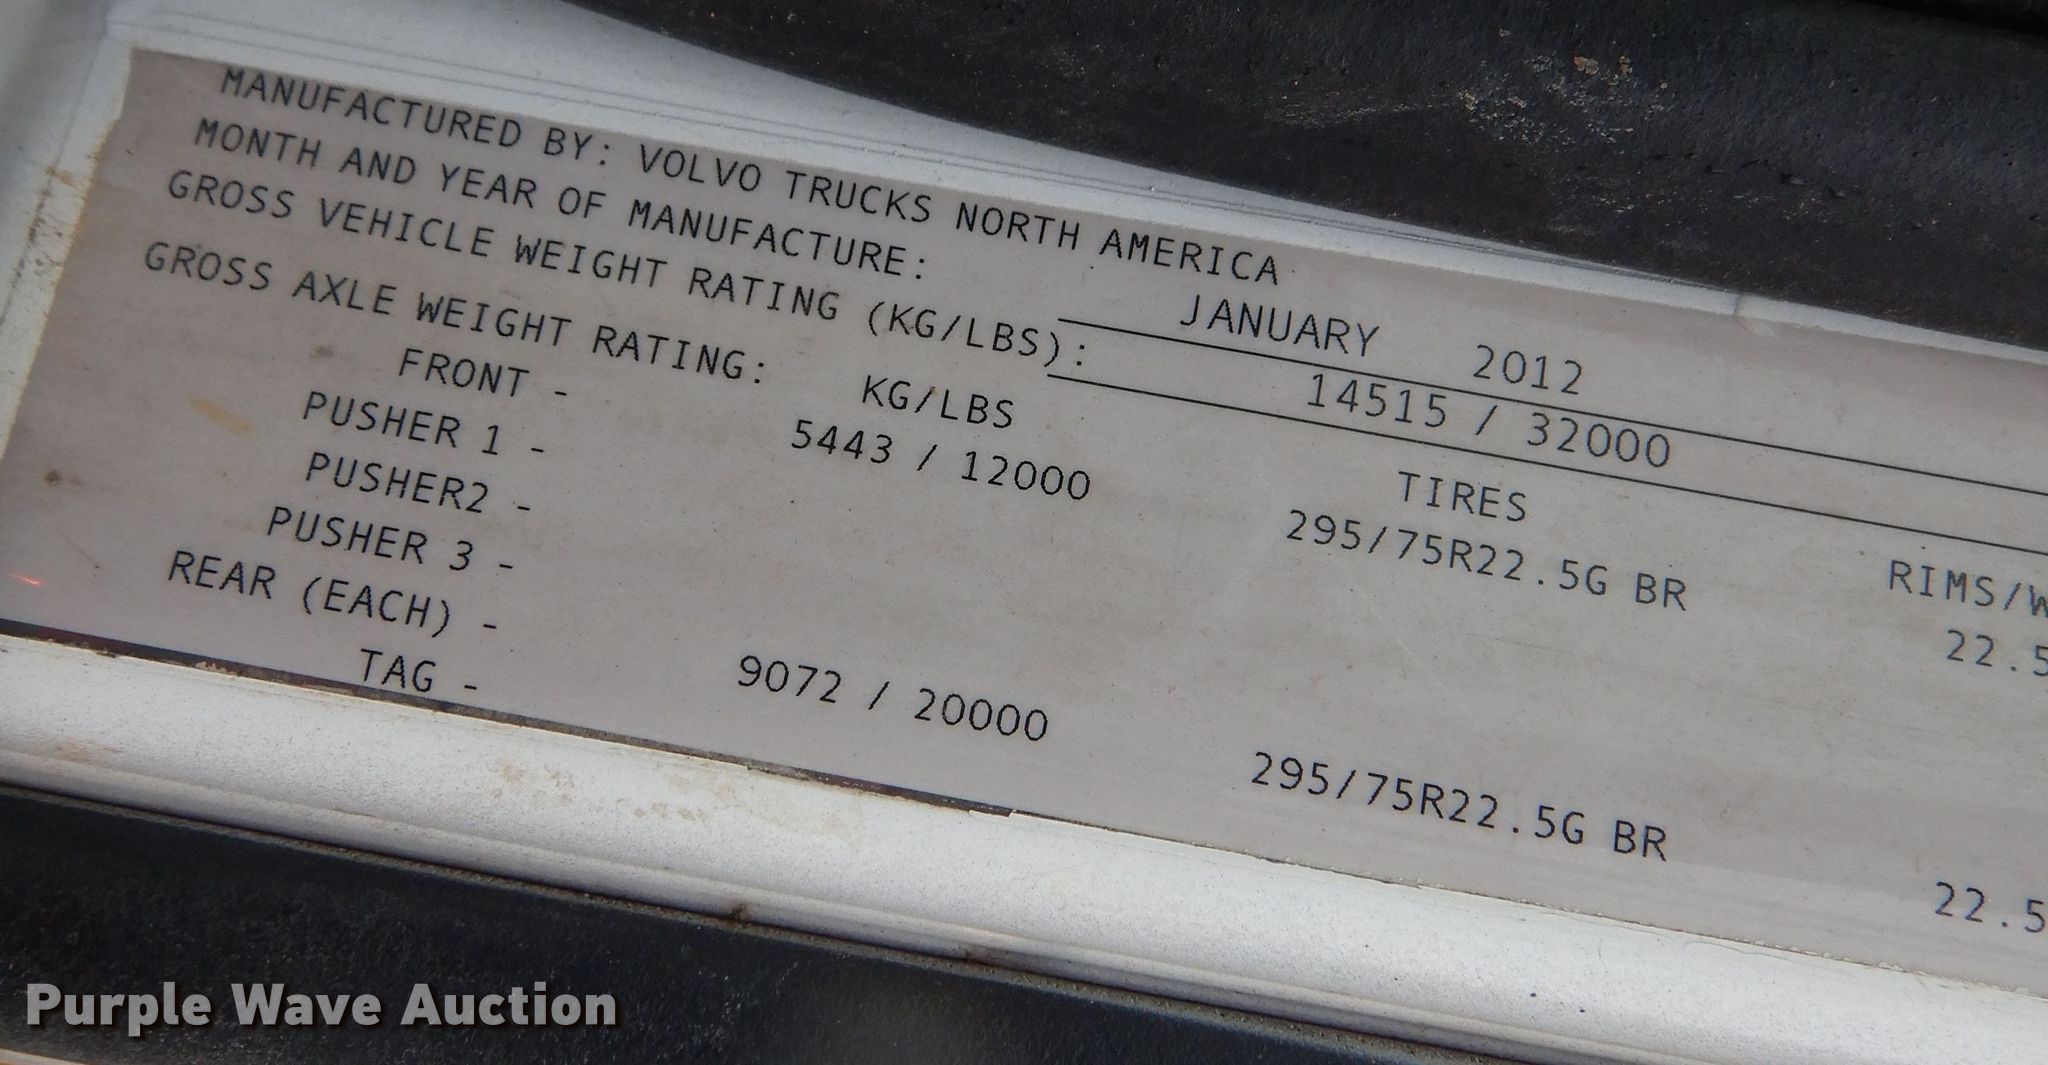 MANUFACTURED BY: VOLVO TRUCKS NORTH AMERICA
MONTH AND YEAR OF MANUFACTURE: JANUARY 2012
GROSS VEHICLE WEIGHT RATING (KG/LBS): 14515 / 32000
GROSS AXLE WEIGHT RATING: KG/LBS TIRES RIMS/W
FRONT - 5443 / 12000 295/75R22.5G BR 22.5
PUSHER 1 -
PUSHER2 -
PUSHER 3 -
REAR (EACH) - 9072 / 20000 295/75R22.5G BR 22.5
TAG -
Purple Wave Auction